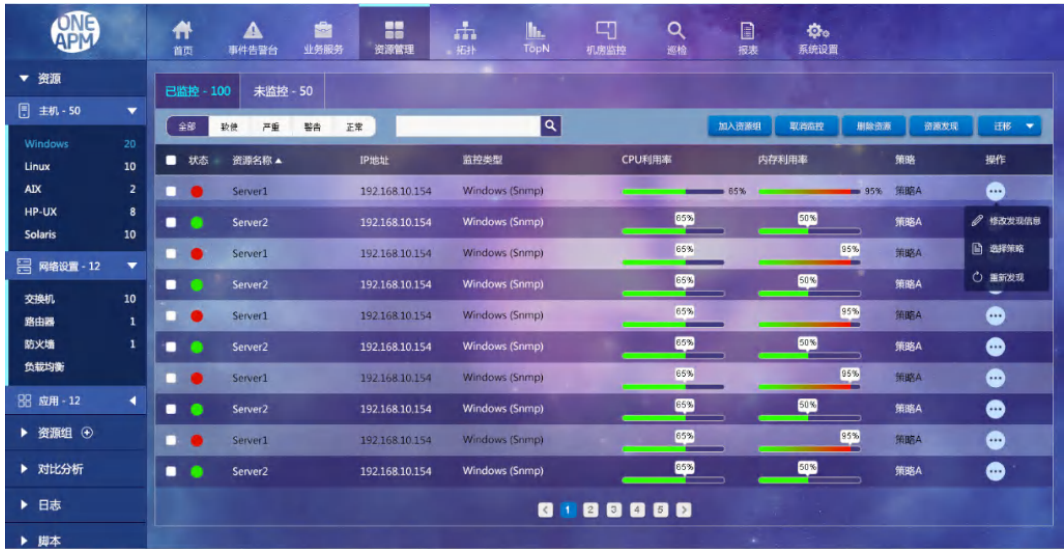 ONE
APM
首页 事件告警台 业务服务 资源管理 拓扑 TopN 机房监控 巡检 报表 系统设置
资源
主机 - 50
Windows 20
Linux 10
AIX 2
HP-UX 8
Solaris 10
网络设置 - 12
交换机 10
路由器 1
防火墙 1
负载均衡
应用 - 12
资源组
对比分析
日志
脚本
已监控 - 100 未监控 - 50
全部 致使 严重 警告 正常 加入资源组 取消监控 删除资源 资源发现 迁移
状态 资源名称 IP地址 监控类型 CPU利用率 内存利用率 策略 操作
Server1 192.168.10.154 Windows (Snmp) 85% 95% 策略A
Server2 192.168.10.154 Windows (Snmp) 65% 50% 策略A
Server1 192.168.10.154 Windows (Snmp) 65% 95% 策略A
Server2 192.168.10.154 Windows (Snmp) 65% 50% 策略A
Server1 192.168.10.154 Windows (Snmp) 65% 95% 策略A
Server2 192.168.10.154 Windows (Snmp) 65% 50% 策略A
Server1 192.168.10.154 Windows (Snmp) 65% 95% 策略A
Server2 192.168.10.154 Windows (Snmp) 65% 50% 策略A
Server1 192.168.10.154 Windows (Snmp) 65% 95% 策略A
Server2 192.168.10.154 Windows (Snmp) 65% 50% 策略A
修改发现信息
选择策略
重新发现
< 1 2 3 4 5 >